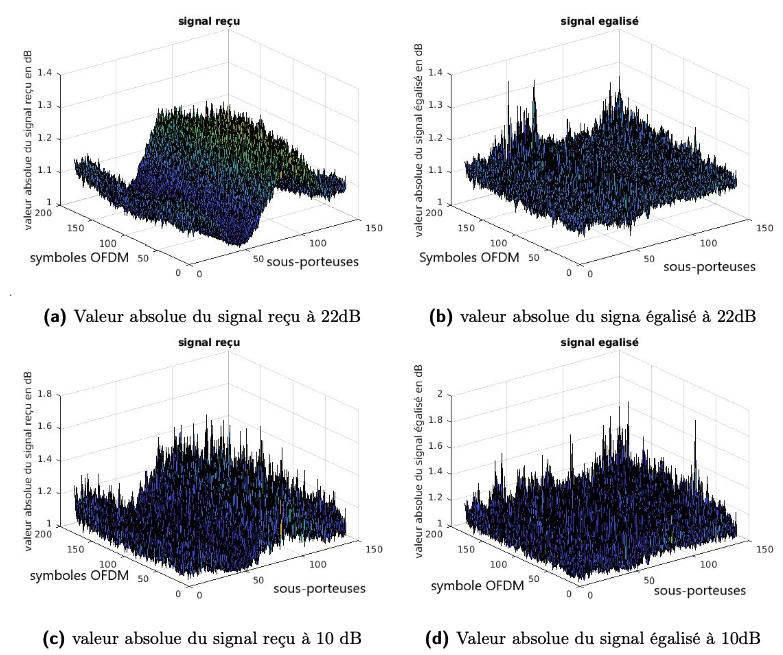 signal reçu
valeur absolue du signal reçu en dB
1.4
1.3
1.2
1.1
1
200
150
100
50
0
symboles OFDM
0
50
100
150
sous-porteuses
(a) Valeur absolue du signal reçu à 22dB
signal egalisé
valeur absolue du signal égalisé en dB
1.4
1.3
1.2
1.1
1
200
150
100
50
0
Symboles OFDM
0
50
100
150
sous-porteuses
(b) valeur absolue du signa égalisé à 22dB
signal reçu
valeur absolue du signal reçu en dB
1.8
1.6
1.4
1.2
1
200
150
100
50
0
symboles OFDM
0
50
100
150
sous-porteuses
(c) valeur absolue du signal reçu à 10 dB
signal egalisé
valeur absolue du signal égalisé en dB
2
1.8
1.6
1.4
1.2
1
200
150
100
50
0
symbole OFDM
0
50
100
150
sous-porteuses
(d) Valeur absolue du signal égalisé à 10dB